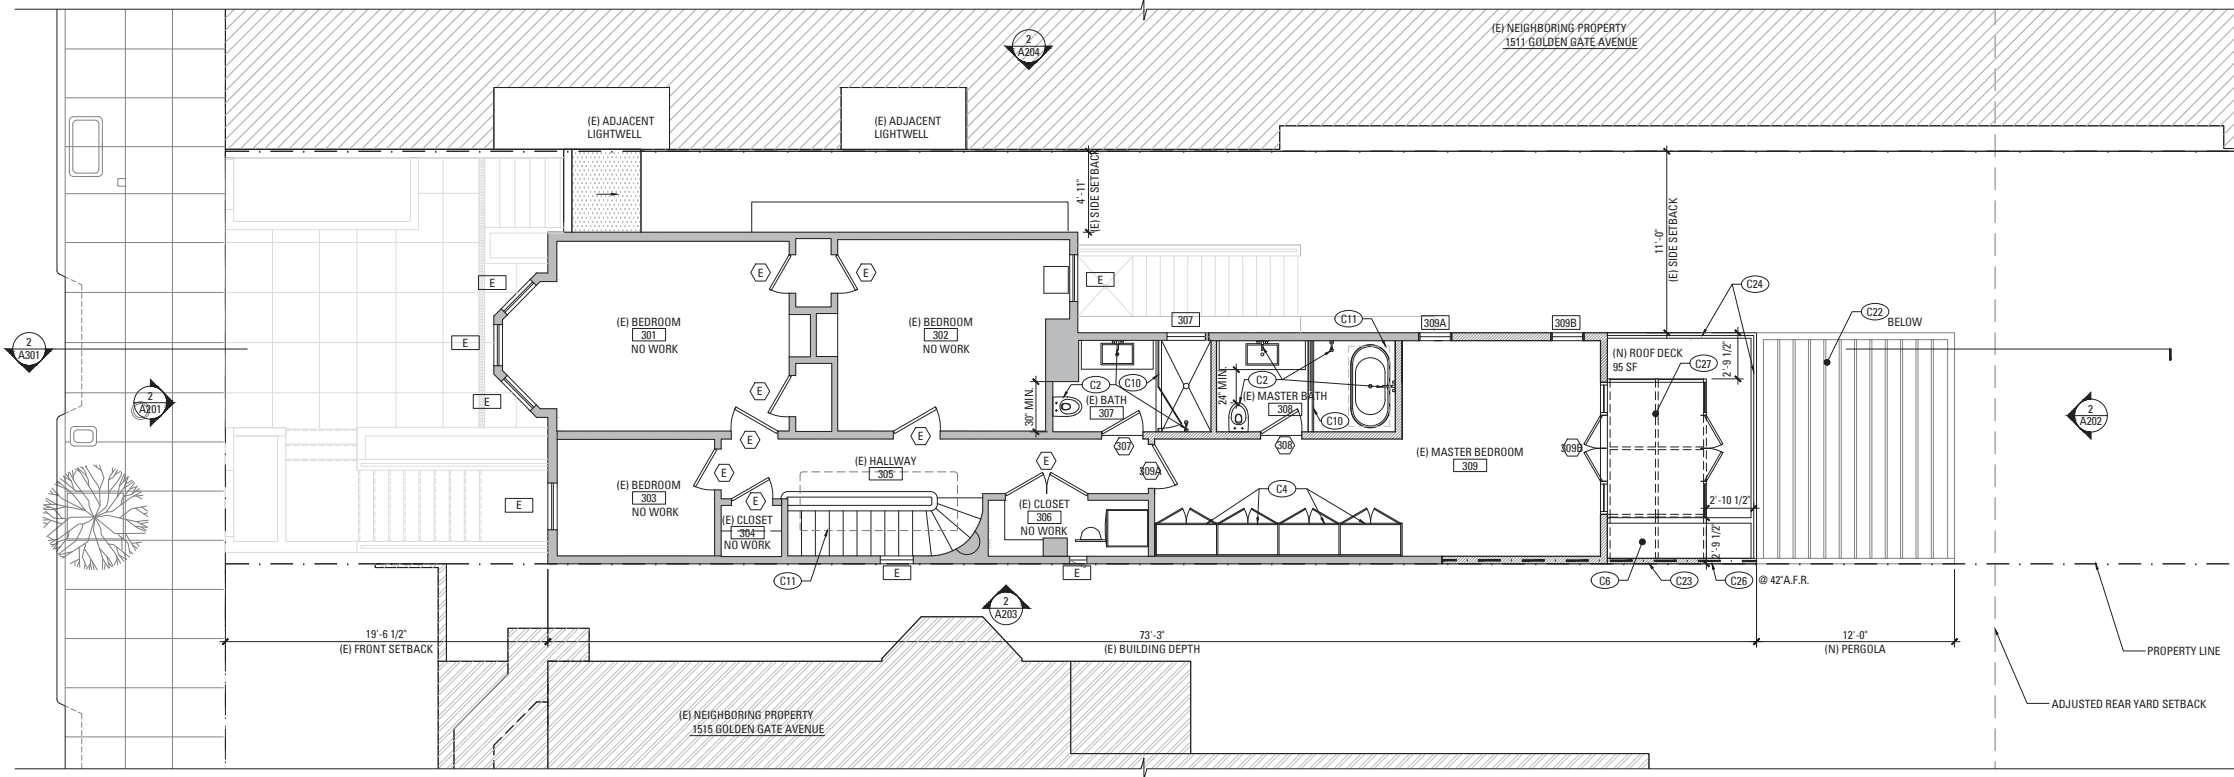 (E) NEIGHBORING PROPERTY
1511 GOLDEN GATE AVENUE
2
A204
(E) ADJACENT
LIGHTWELL
(E) ADJACENT
LIGHTWELL
4'-11"
(E) SIDE SETBACK
11'-0"
(E) SIDE SETBACK
E
E
E
E
E
E
E
(E) BEDROOM
301
NO WORK
(E) BEDROOM
302
NO WORK
307
C11
309A
309B
C24
C22
BELOW
(N) ROOF DECK
95 SF
C27
2'-9 1/2"
2
A301
2
A201
2
A202
30" MIN.
C2
C10
(E) BATH
307
24" MIN.
C2
(E) MASTER BATH
308
C10
E
E
307
308
309A
309B
(E) HALLWAY
305
E
E
E
(E) BEDROOM
303
NO WORK
E
(E) CLOSET
304
NO WORK
(E) CLOSET
306
NO WORK
(E) MASTER BEDROOM
309
C4
2'-10 1/2"
2'-9 1/2"
C11
E
E
C6
C23
C26
@ 42"A.F.R.
2
A203
19'-6 1/2"
(E) FRONT SETBACK
73'-3"
(E) BUILDING DEPTH
12'-0"
(N) PERGOLA
PROPERTY LINE
ADJUSTED REAR YARD SETBACK
(E) NEIGHBORING PROPERTY
1515 GOLDEN GATE AVENUE